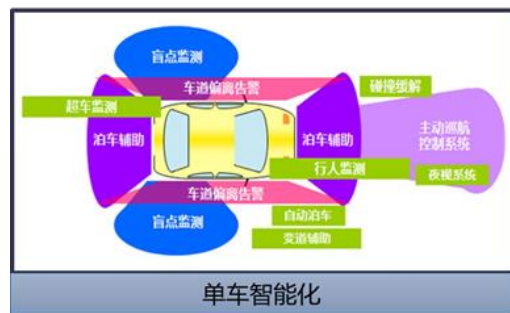 盲点监测
车道偏离告警
碰撞缓解
超车监测
泊车辅助
泊车辅助
主动巡航
控制系统
行人监测
夜视系统
车道偏离告警
自动泊车
盲点监测
变道辅助
单车智能化